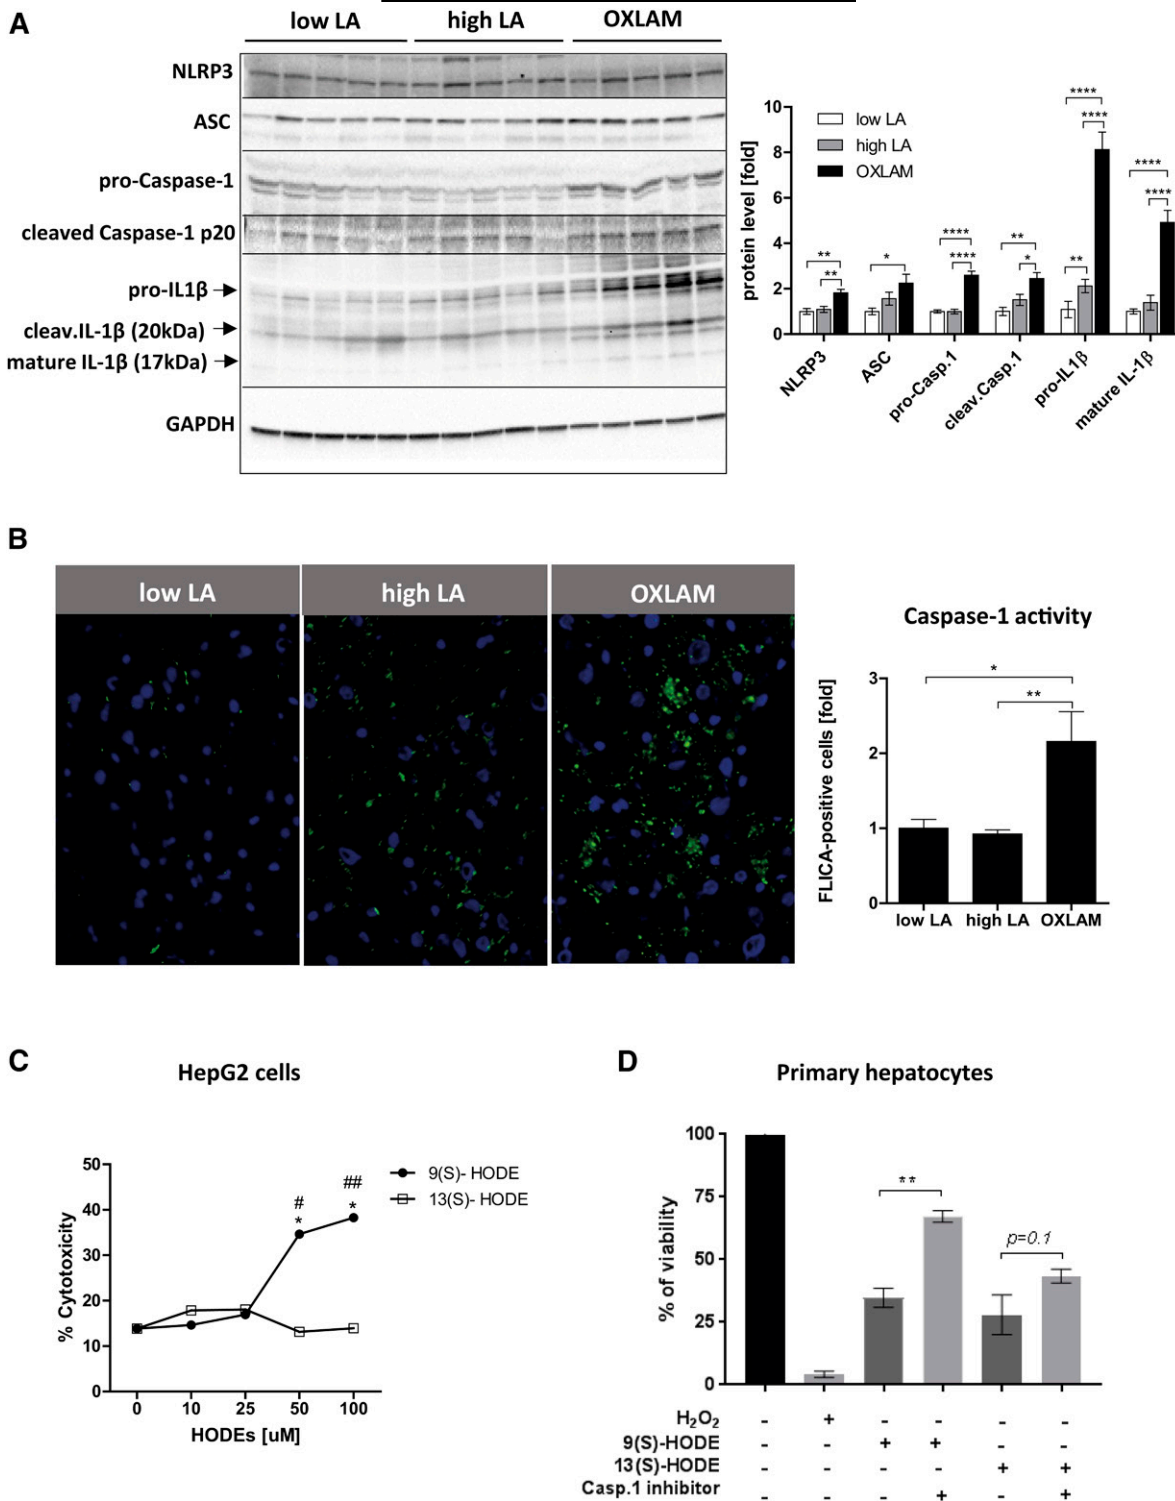 A
low LA
high LA
OXLAM
NLRP3
ASC
pro-Caspase-1
cleaved Caspase-1 p20
pro-IL1β
cleav.IL-1β (20kDa)
mature IL-1β (17kDa)
GAPDH
protein level [fold]
10
8
6
4
2
0
low LA
high LA
OXLAM
** ** * **** **** ** * ** **** **** **** ****
NLRP3
ASC
pro-Casp.1
cleav.Casp.1
pro-IL1β
mature IL-1β
B
low LA
high LA
OXLAM
Caspase-1 activity
FLICA-positive cells [fold]
3
2
1
0
*
**
low LA high LA OXLAM
C
HepG2 cells
% Cytotoxicity
50
40
30
20
10
0
9(S)- HODE
13(S)- HODE
# ##
* *
0 10 25 50 100
HODEs [uM]
D
Primary hepatocytes
% of viability
100
75
50
25
0
**
p=0.1
H₂O₂ - + - - - -
9(S)-HODE - - + + - -
13(S)-HODE - - - - + +
Casp.1 inhibitor - - - + - +